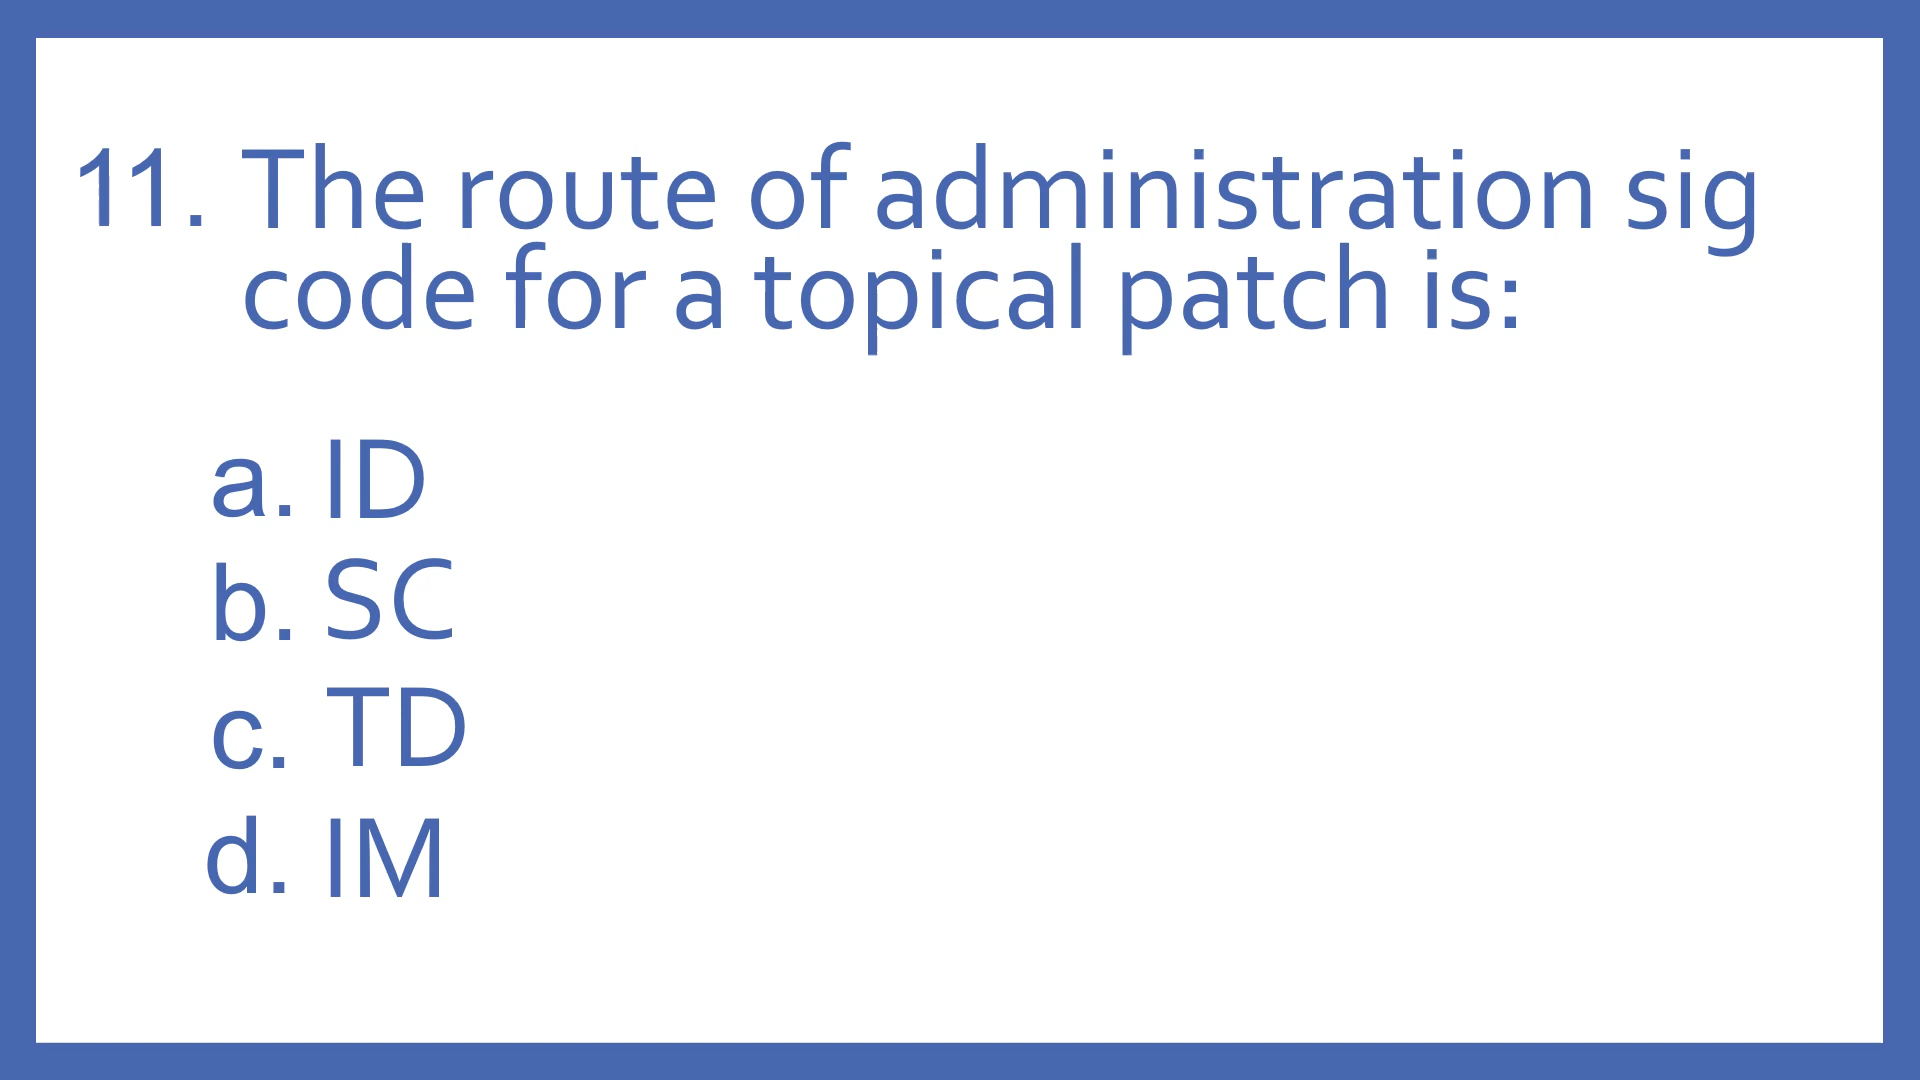 11. The route of administration sig
code for a topical patch is:
a. ID
b. SC
c. TD
d. IM